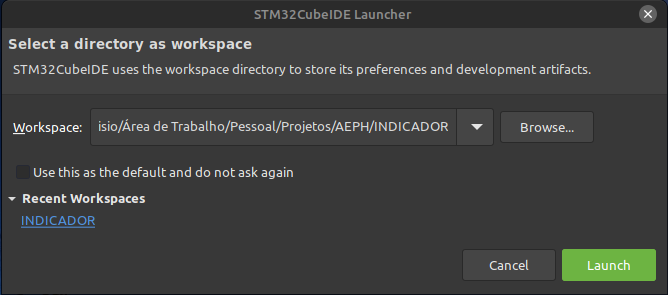 STM32CubeIDE Launcher
Select a directory as workspace
STM32CubeIDE uses the workspace directory to store its preferences and development artifacts.
Workspace: isio/Área de Trabalho/Pessoal/Projetos/AEPH/INDICADOR Browse...
Use this as the default and do not ask again
Recent Workspaces
INDICADOR
Cancel Launch